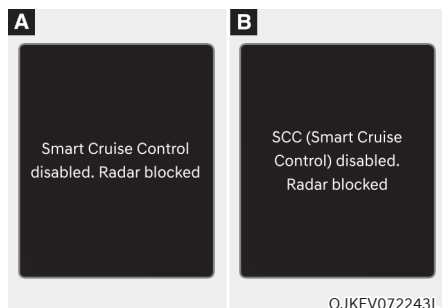 A
Smart Cruise Control
disabled. Radar blocked
B
SCC (Smart Cruise
Control) disabled.
Radar blocked
OJKEV072243L